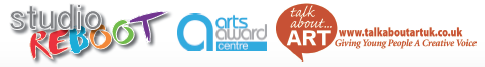 studio
REBOOT
arts
award
centre
talk
about...
ART
www.talkaboutartuk.co.uk
Giving Young People A Creative Voice